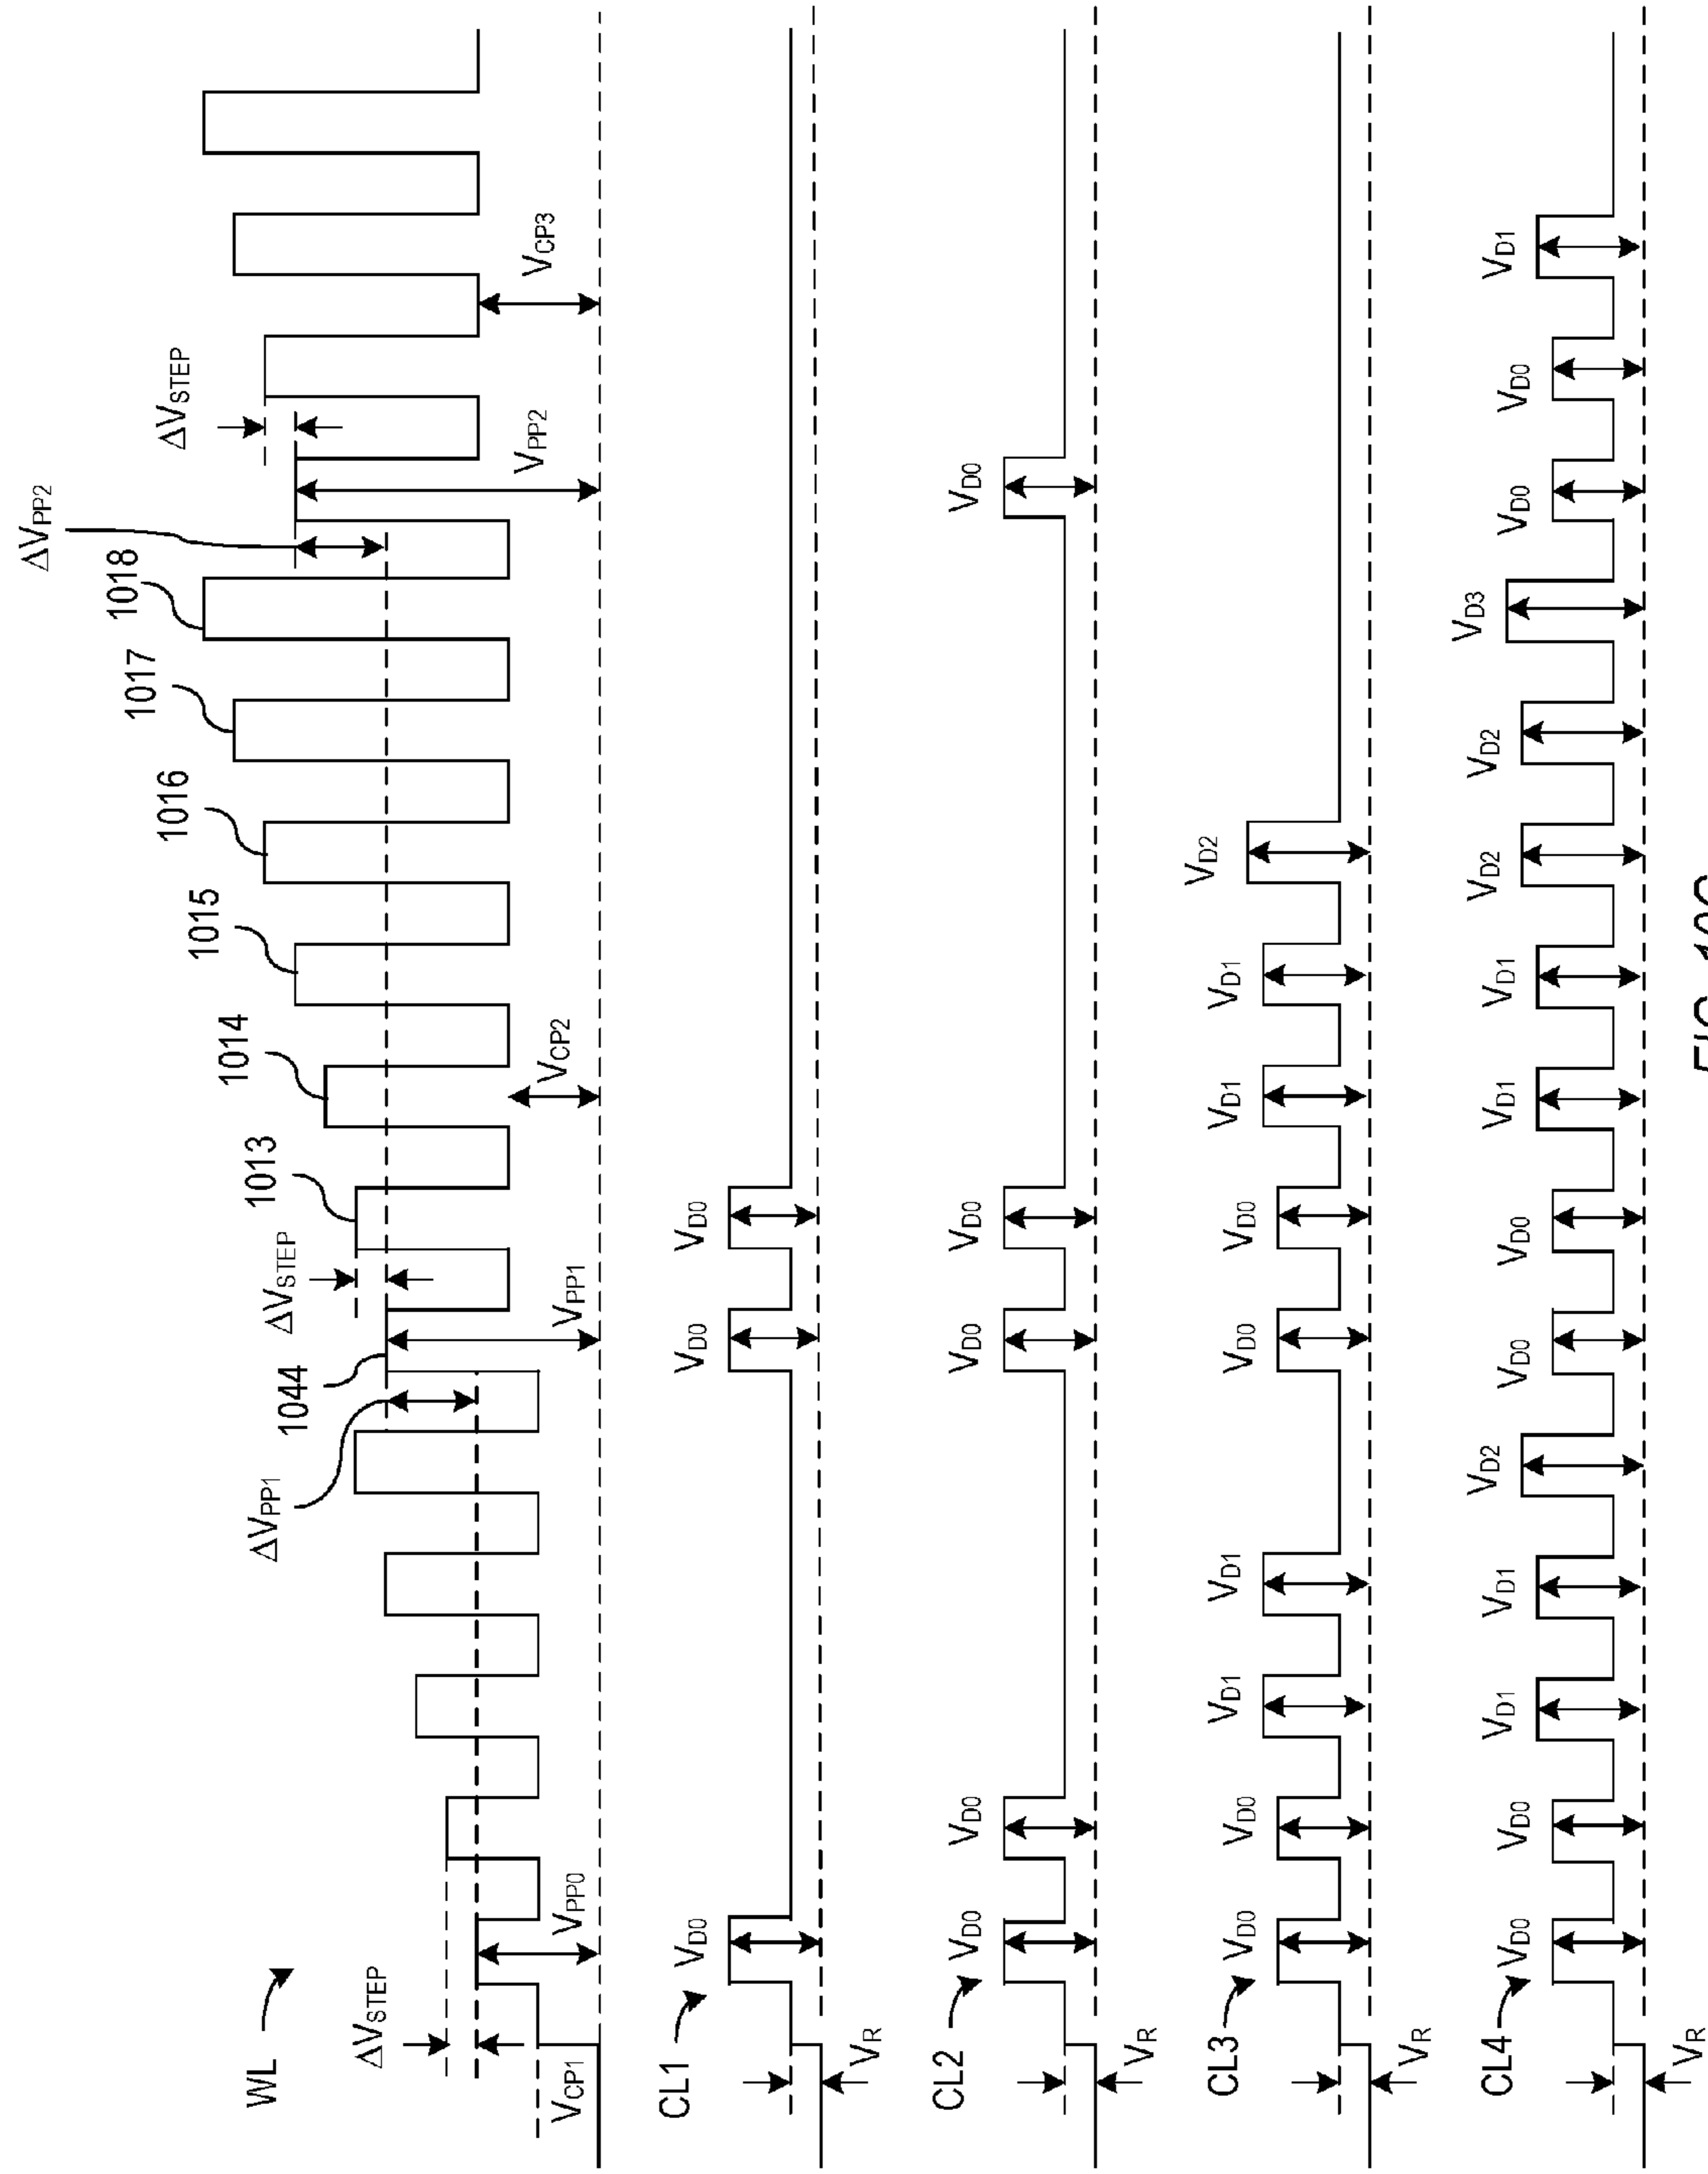 WL
ΔVSTEP
VCP1
VPP0
ΔVPP1
1044
ΔVSTEP
VPP1
1013
1014
VCP2
1015
1016
1017
1018
ΔVPP2
VPP2
ΔVSTEP
VCP3
CL1
VR
VD0
VD0
VD0
CL2
VR
VD0
VD0
VD0
VD0
VD0
CL3
VR
VD0
VD0
VD1
VD1
VD0
VD0
VD1
VD1
VD2
CL4
VR
VD0
VD0
VD1
VD1
VD2
VD0
VD0
VD1
VD1
VD2
VD2
VD3
VD0
VD0
VD1
FIG.